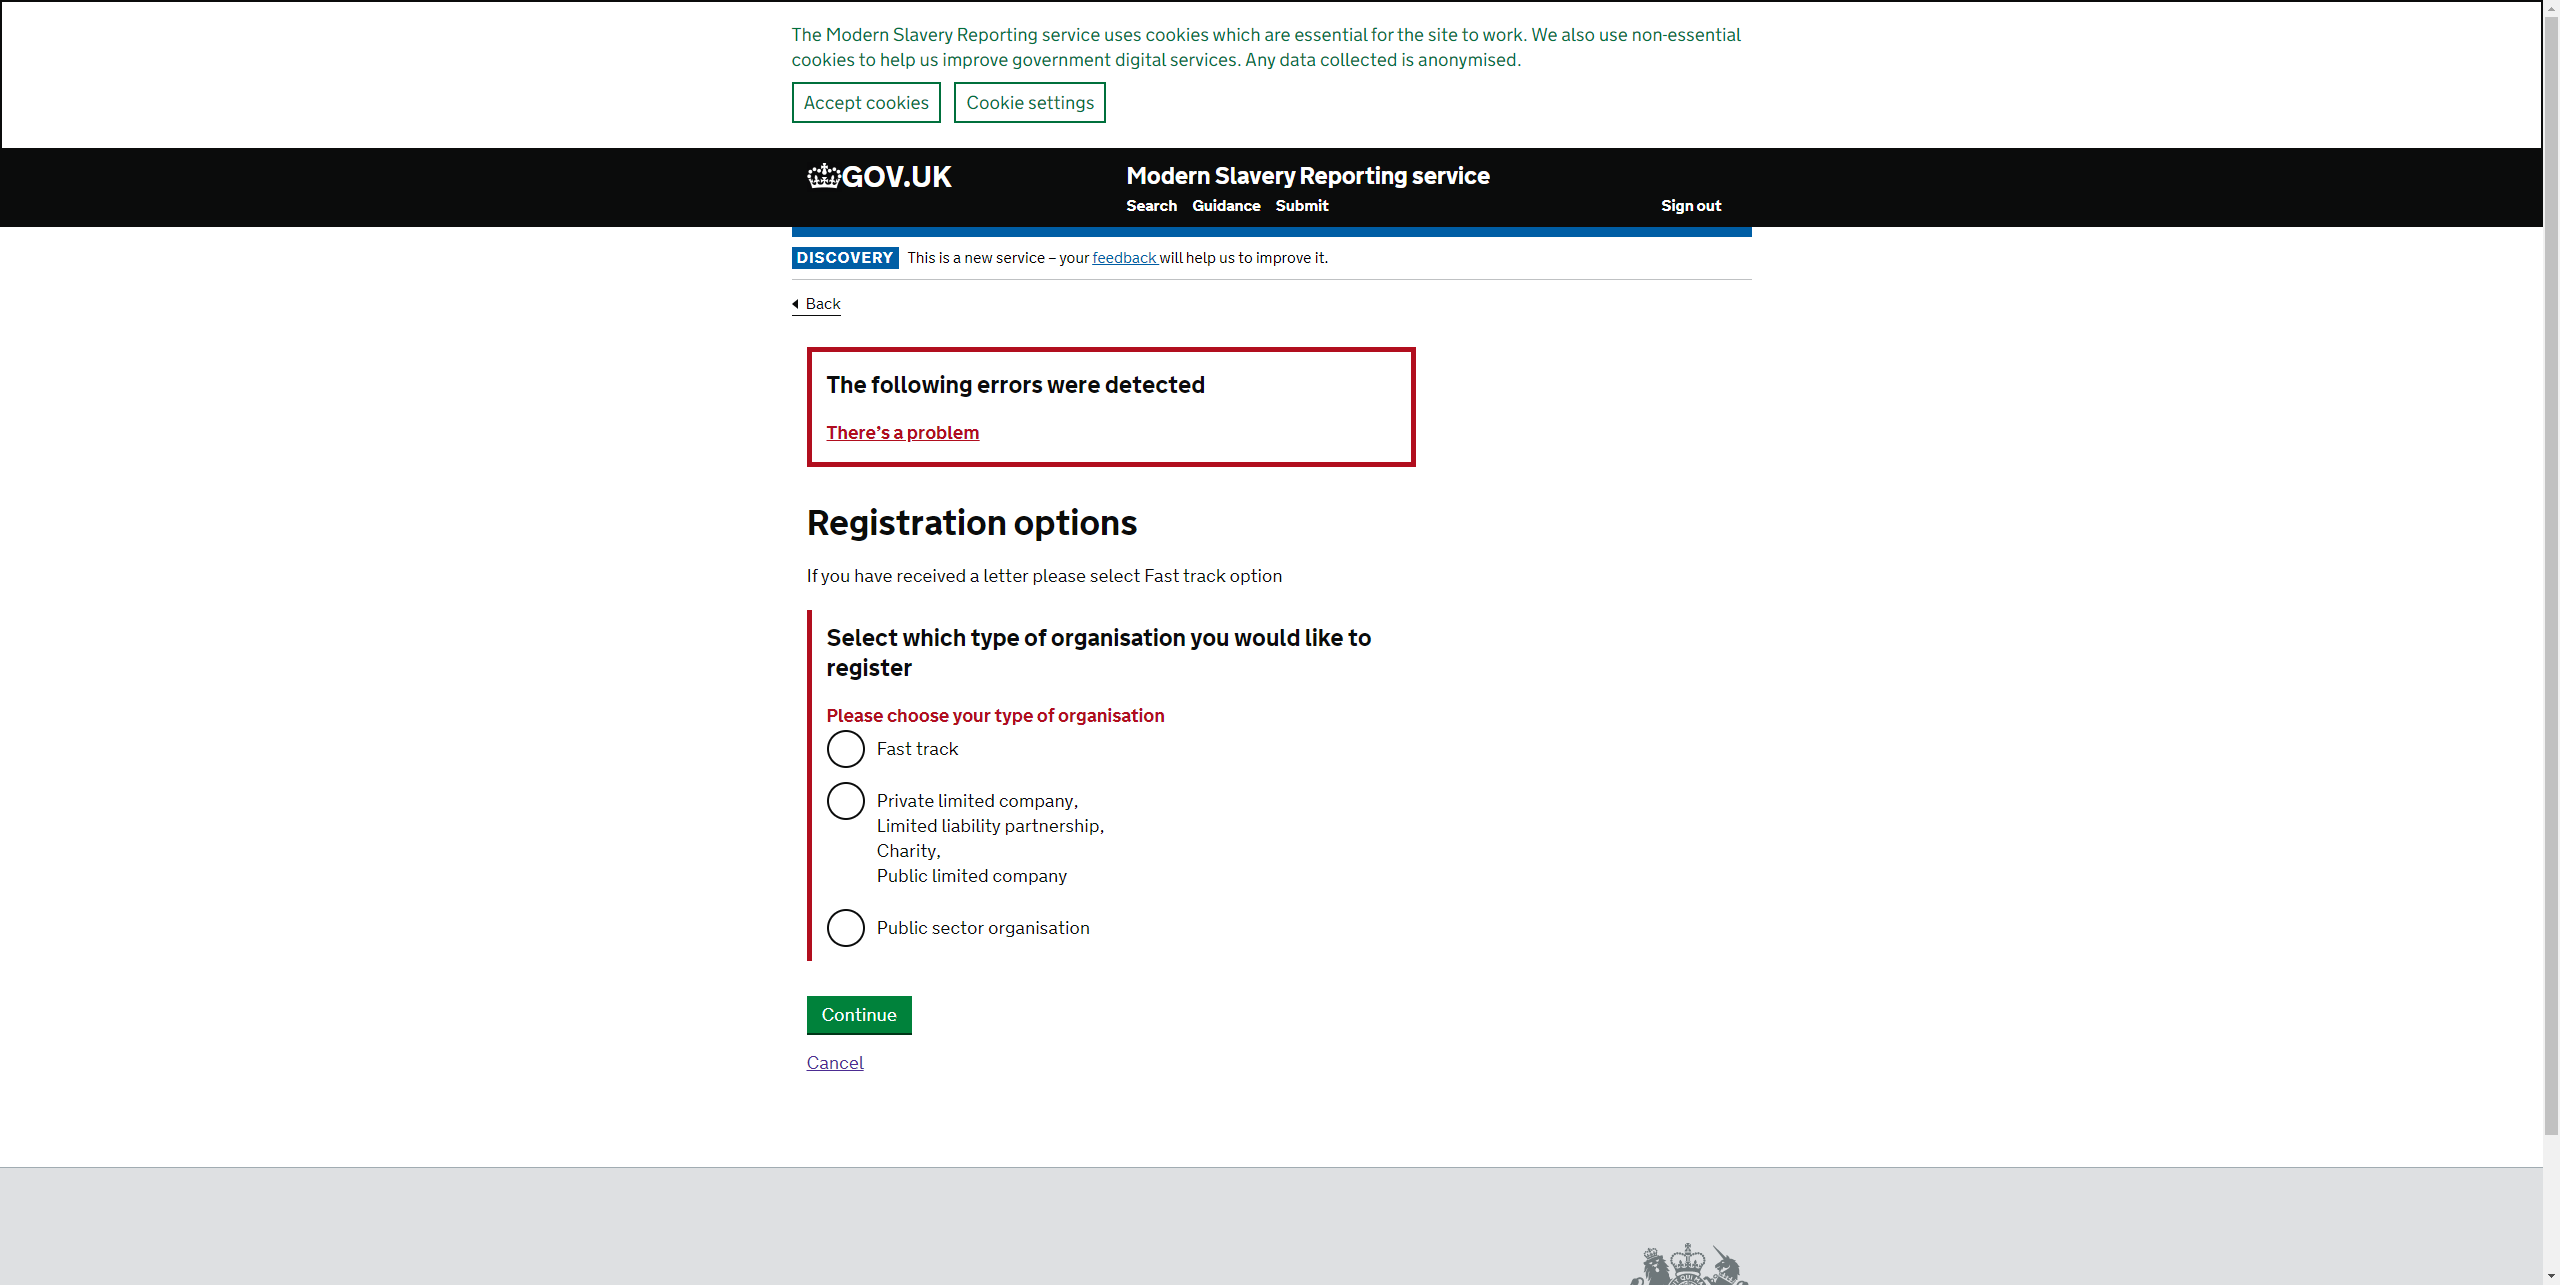 The Modern Slavery Reporting service uses cookies which are essential for the site to work. We also use non-essential
cookies to help us improve government digital services. Any data collected is anonymised.
Accept cookies
Cookie settings
GOV.UK
Modern Slavery Reporting service
Search
Guidance
Submit
Sign out
DISCOVERY
This is a new service – your feedback will help us to improve it.
Back
The following errors were detected
There’s a problem
Registration options
If you have received a letter please select Fast track option
Select which type of organisation you would like to
register
Please choose your type of organisation
Fast track
Private limited company,
Limited liability partnership,
Charity,
Public limited company
Public sector organisation
Continue
Cancel